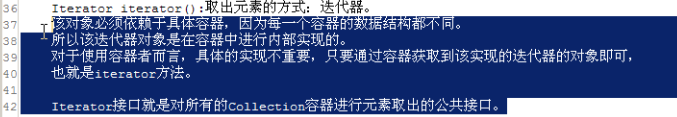 36 Iterator iterator():取出元素的方式：迭代器。
37 该对象必须依赖于具体容器，因为每一个容器的数据结构都不同。
38 所以该迭代器对象是在容器中进行内部实现的。
39 对于使用容器者而言，具体的实现不重要，只要通过容器获取到该实现的迭代器的对象即可，
40 也就是iterator方法。
41
42 Iterator接口就是对所有的Collection容器进行元素取出的公共接口。